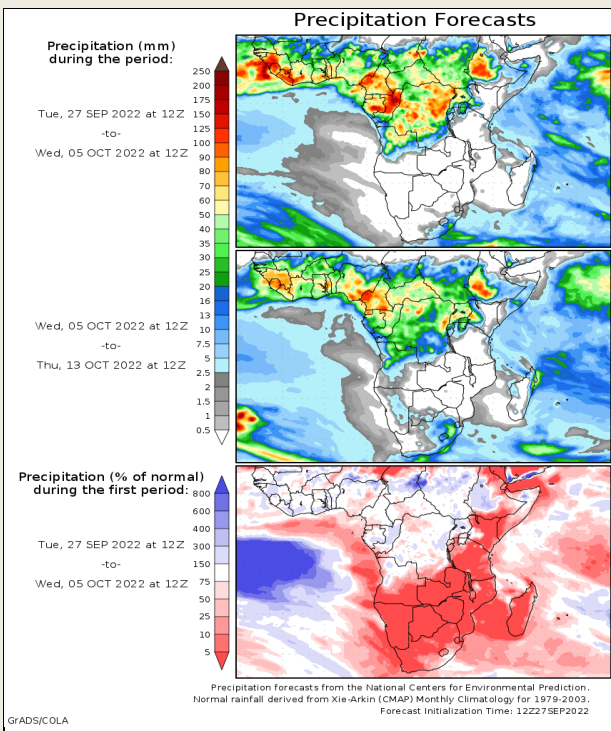 Precipitation Forecasts
Precipitation (mm)
during the period:
Tue, 27 SEP 2022 at 12Z
-to-
Wed, 05 OCT 2022 at 12Z
250
200
175
150
125
100
90
80
70
60
50
40
35
30
25
20
16
13
10
7.5
5
2.5
2
1.5
1
0.5
Wed, 05 OCT 2022 at 12Z
-to-
Thu, 13 OCT 2022 at 12Z
Precipitation (% of normal)
during the first period:
Tue, 27 SEP 2022 at 12Z
-to-
Wed, 05 OCT 2022 at 12Z
800
600
400
300
150
75
50
25
10
5
Precipitation forecasts from the National Centers for Environmental Prediction.
Normal rainfall derived from Xie-Arkin (CMAP) Monthly Climatology for 1979-2003.
Forecast Initialization Time: 12Z27SEP2022
GrADS/COLA